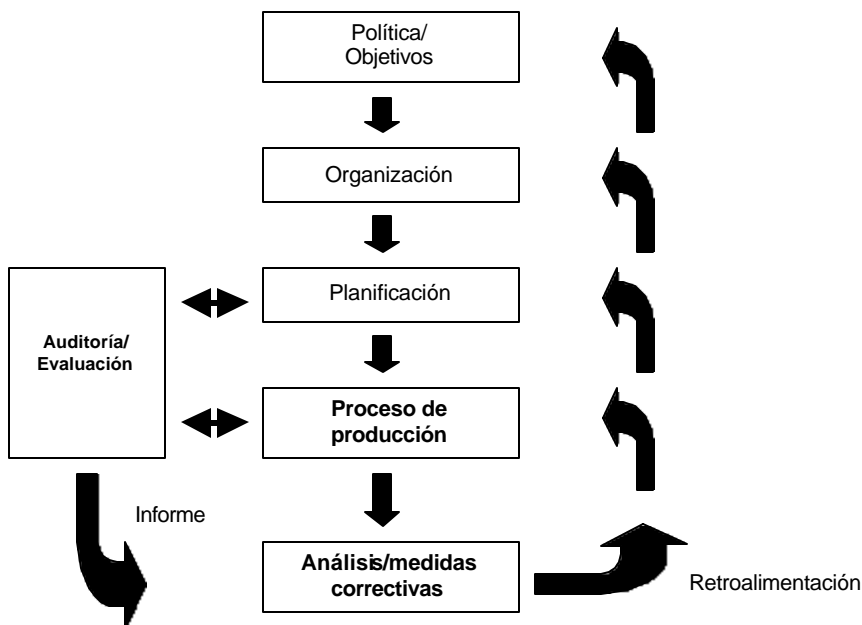 Política/
Objetivos
Organización
Planificación
Auditoría/
Evaluación
Proceso de
producción
Informe
Análisis/medidas
correctivas
Retroalimentación